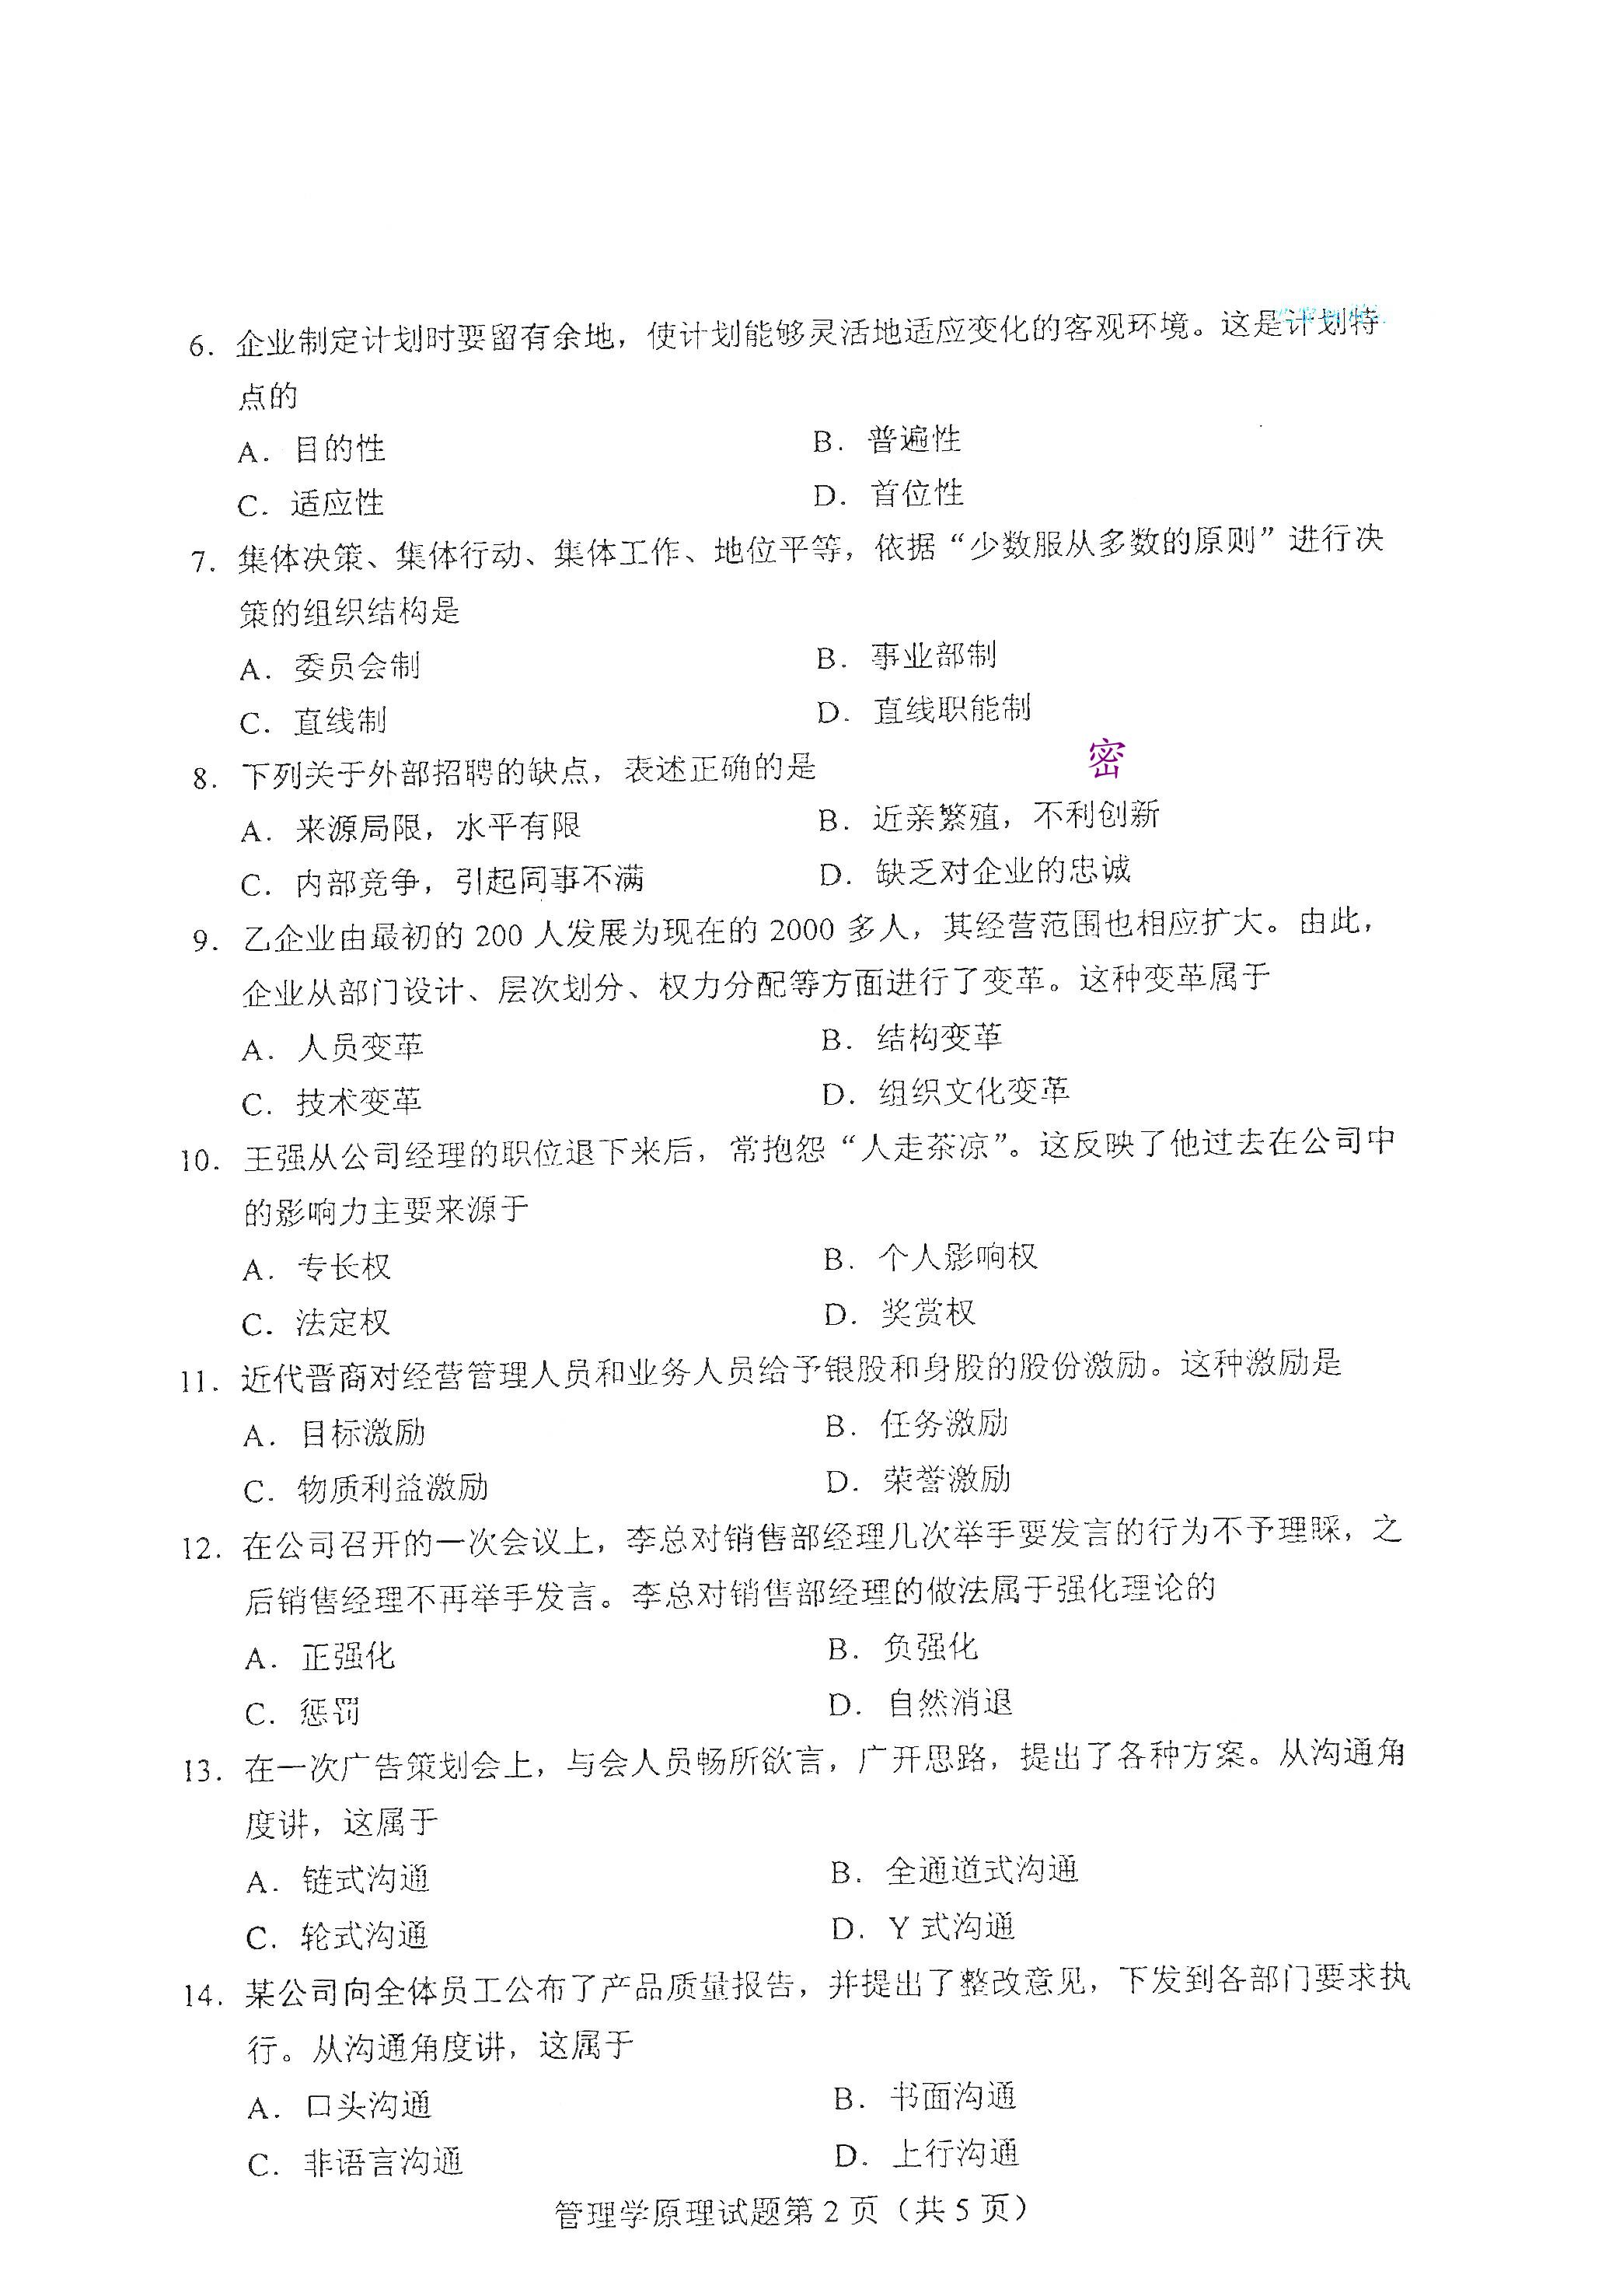 6. 企业制定计划时要留有余地，使计划能够灵活地适应变化的客观环境。这是计划特
点的
A. 目的性 B. 普遍性
C. 适应性 D. 首位性
7. 集体决策、集体行动、集体工作、地位平等，依据“少数服从多数的原则”进行决
策的组织结构是
A. 委员会制 B. 事业部制
C. 直线制 D. 直线职能制
8. 下列关于外部招聘的缺点，表述正确的是 密
A. 来源局限，水平有限 B. 近亲繁殖，不利创新
C. 内部竞争，引起同事不满 D. 缺乏对企业的忠诚
9. 乙企业由最初的 200 人发展为现在的 2000 多人，其经营范围也相应扩大。由此，
企业从部门设计、层次划分、权力分配等方面进行了变革。这种变革属于
A. 人员变革 B. 结构变革
C. 技术变革 D. 组织文化变革
10. 王强从公司经理的职位退下来后，常抱怨“人走茶凉”。这反映了他过去在公司中
的影响力主要来源于
A. 专长权 B. 个人影响权
C. 法定权 D. 奖赏权
11. 近代晋商对经营管理人员和业务人员给予银股和身股的股份激励。这种激励是
A. 目标激励 B. 任务激励
C. 物质利益激励 D. 荣誉激励
12. 在公司召开的一次会议上，李总对销售部经理几次举手要发言的行为不予理睬，之
后销售经理不再举手发言。李总对销售部经理的做法属于强化理论的
A. 正强化 B. 负强化
C. 惩罚 D. 自然消退
13. 在一次广告策划会上，与会人员畅所欲言，广开思路，提出了各种方案。从沟通角
度讲，这属于
A. 链式沟通 B. 全通道式沟通
C. 轮式沟通 D. Y 式沟通
14. 某公司向全体员工公布了产品质量报告，并提出了整改意见，下发到各部门要求执
行。从沟通角度讲，这属于
A. 口头沟通 B. 书面沟通
C. 非语言沟通 D. 上行沟通
管理学原理试题第 2 页（共 5 页）